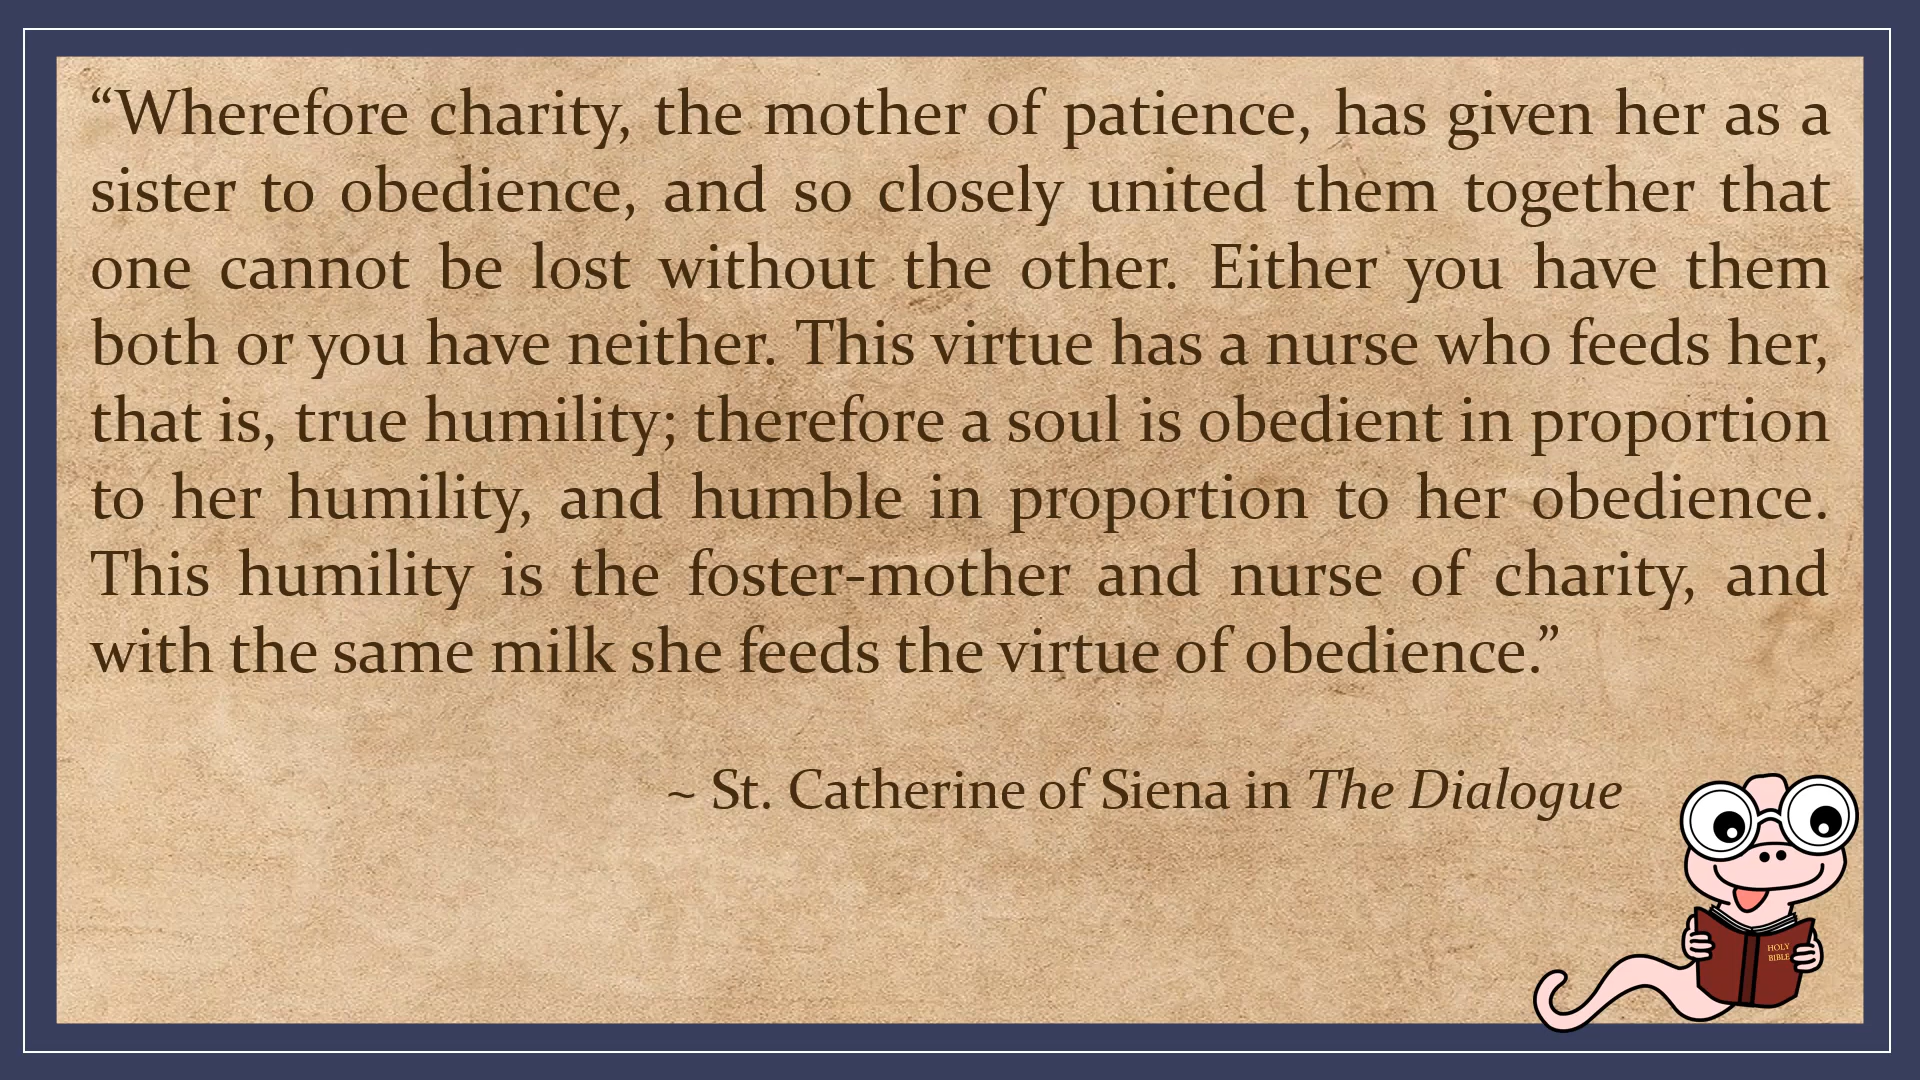 “Wherefore charity, the mother of patience, has given her as a
sister to obedience, and so closely united them together that
one cannot be lost without the other. Either you have them
both or you have neither. This virtue has a nurse who feeds her,
that is, true humility; therefore a soul is obedient in proportion
to her humility, and humble in proportion to her obedience.
This humility is the foster-mother and nurse of charity, and
with the same milk she feeds the virtue of obedience.”
~ St. Catherine of Siena in The Dialogue
HOLY
BIBLE